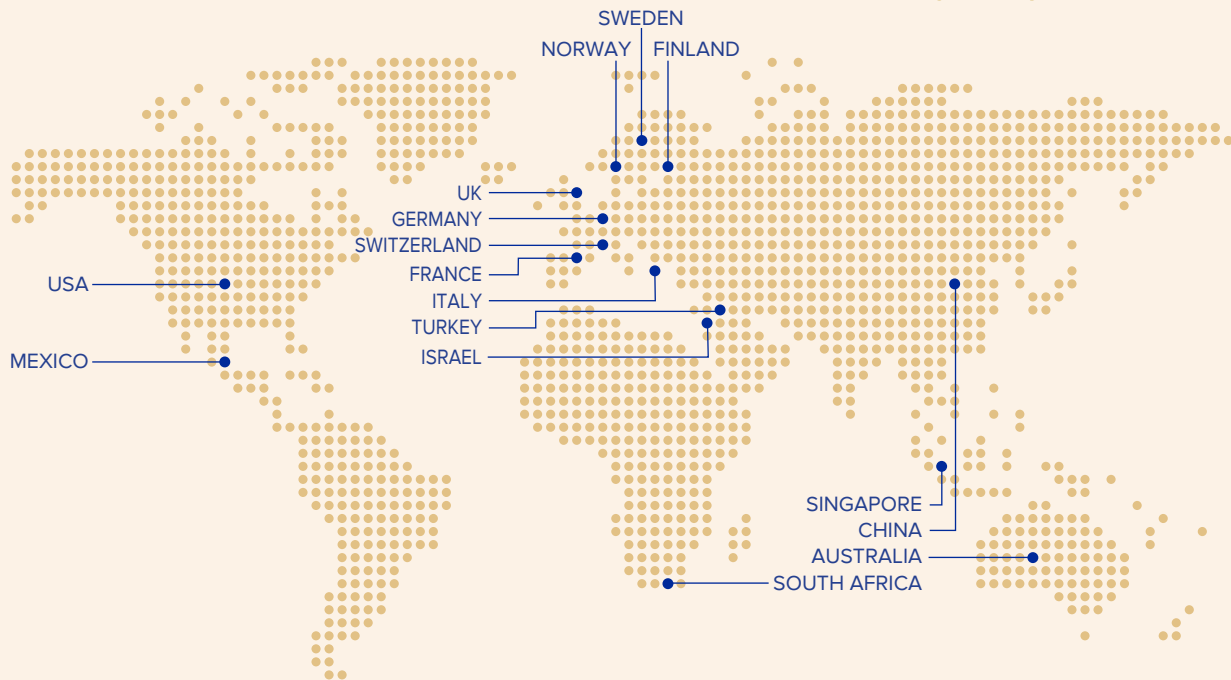 SWEDEN
NORWAY FINLAND
UK
GERMANY
SWITZERLAND
FRANCE
USA
ITALY
TURKEY
ISRAEL
MEXICO
SINGAPORE
CHINA
AUSTRALIA
SOUTH AFRICA